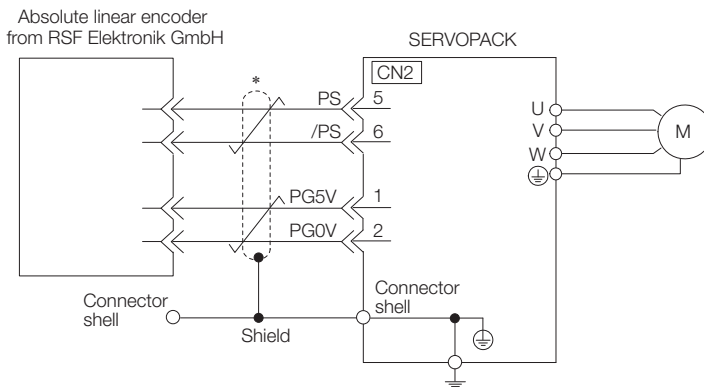 Absolute linear encoder
from RSF Elektronik GmbH
SERVOPACK
CN2
*
PS 5
/PS 6
PG5V 1
PG0V 2
U
V
W
M
Connector
shell
Shield
Connector
shell